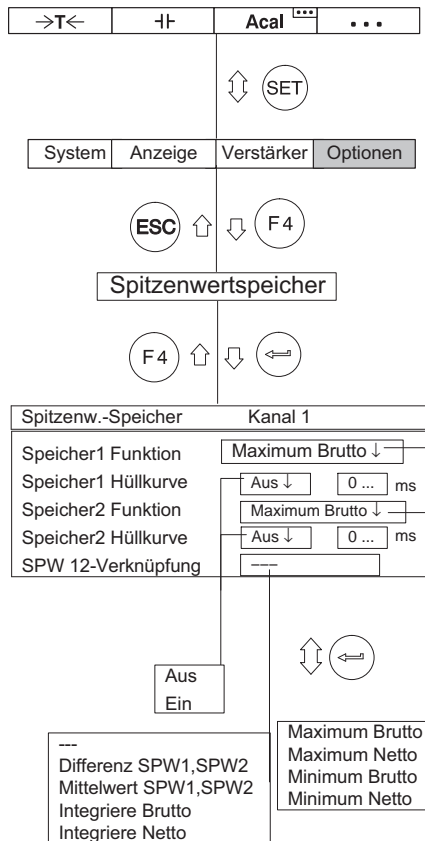 →T← ⊣⊢ Acal ... ...
SET
System Anzeige Verstärker Optionen
ESC F4
Spitzenwertspeicher
F4
Spitzenw.-Speicher Kanal 1
Speicher1 Funktion Maximum Brutto ↓
Speicher1 Hüllkurve Aus ↓ 0 ... ms
Speicher2 Funktion Maximum Brutto ↓
Speicher2 Hüllkurve Aus ↓ 0 ... ms
SPW 12-Verknüpfung ---
Aus
Ein
---
Differenz SPW1,SPW2
Mittelwert SPW1,SPW2
Integriere Brutto
Integriere Netto
Maximum Brutto
Maximum Netto
Minimum Brutto
Minimum Netto